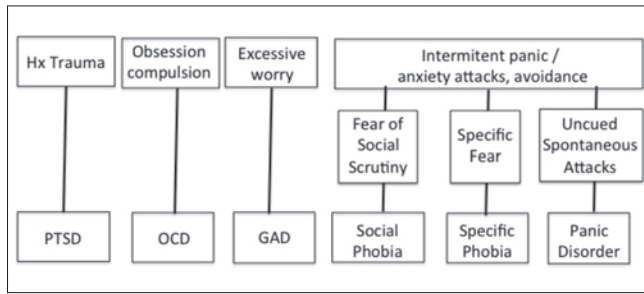 Hx Trauma
Obsession
compulsion
Excessive
worry
Intermitent panic /
anxiety attacks, avoidance
Fear of
Social
Scrutiny
Specific
Fear
Uncued
Spontaneous
Attacks
PTSD
OCD
GAD
Social
Phobia
Specific
Phobia
Panic
Disorder